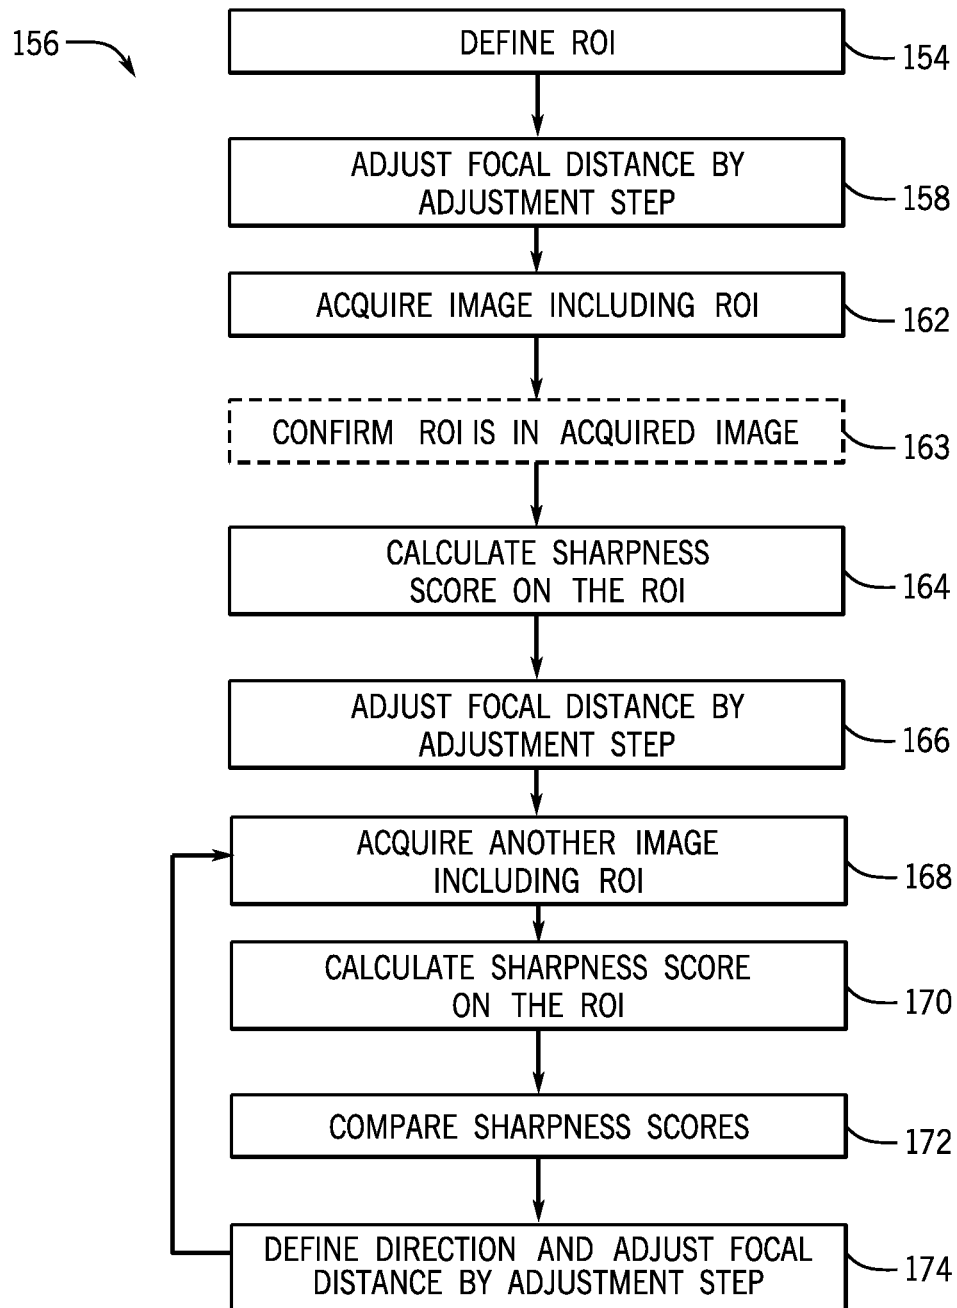 156
DEFINE ROI
154
ADJUST FOCAL DISTANCE BY
ADJUSTMENT STEP
158
ACQUIRE IMAGE INCLUDING ROI
162
CONFIRM ROI IS IN ACQUIRED IMAGE
163
CALCULATE SHARPNESS
SCORE ON THE ROI
164
ADJUST FOCAL DISTANCE BY
ADJUSTMENT STEP
166
ACQUIRE ANOTHER IMAGE
INCLUDING ROI
168
CALCULATE SHARPNESS SCORE
ON THE ROI
170
COMPARE SHARPNESS SCORES
172
DEFINE DIRECTION AND ADJUST FOCAL
DISTANCE BY ADJUSTMENT STEP
174